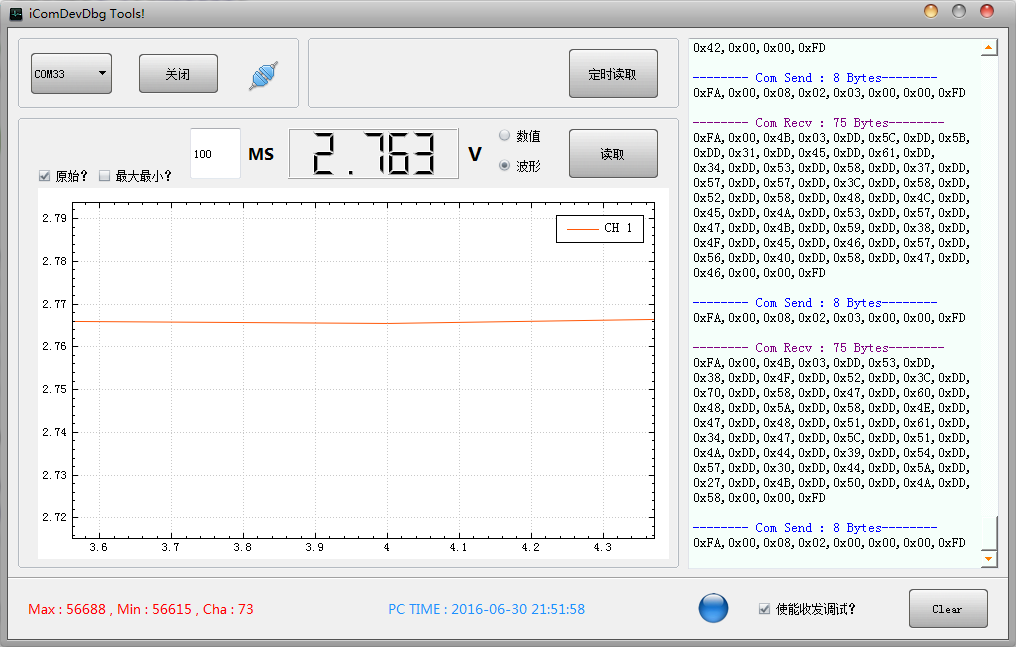 iComDevDbg Tools!
COM33
关闭
定时读取
100
MS
2.763
V
数值
波形
读取
原始?
最大最小?
2.79
2.78
2.77
2.76
2.75
2.74
2.73
2.72
3.6 3.7 3.8 3.9 4 4.1 4.2 4.3
CH 1
0x42,0x00,0x00,0xFD
-------- Com Send : 8 Bytes--------
0xFA,0x00,0x08,0x02,0x03,0x00,0x00,0xFD
-------- Com Recv : 75 Bytes--------
0xFA,0x00,0x4B,0x03,0xDD,0x5C,0xDD,0x5B,
0xDD,0x31,0xDD,0x45,0xDD,0x61,0xDD,
0x34,0xDD,0x53,0xDD,0x58,0xDD,0x37,0xDD,
0x57,0xDD,0x57,0xDD,0x3C,0xDD,0x58,0xDD,
0x52,0xDD,0x58,0xDD,0x48,0xDD,0x4C,0xDD,
0x45,0xDD,0x4A,0xDD,0x53,0xDD,0x57,0xDD,
0x47,0xDD,0x4B,0xDD,0x59,0xDD,0x38,0xDD,
0x4F,0xDD,0x45,0xDD,0x46,0xDD,0x57,0xDD,
0x56,0xDD,0x40,0xDD,0x58,0xDD,0x47,0xDD,
0x46,0x00,0x00,0xFD
-------- Com Send : 8 Bytes--------
0xFA,0x00,0x08,0x02,0x03,0x00,0x00,0xFD
-------- Com Recv : 75 Bytes--------
0xFA,0x00,0x4B,0x03,0xDD,0x53,0xDD,
0x38,0xDD,0x4F,0xDD,0x52,0xDD,0x3C,0xDD,
0x70,0xDD,0x58,0xDD,0x47,0xDD,0x60,0xDD,
0x48,0xDD,0x5A,0xDD,0x58,0xDD,0x4E,0xDD,
0x47,0xDD,0x48,0xDD,0x51,0xDD,0x61,0xDD,
0x34,0xDD,0x47,0xDD,0x5C,0xDD,0x51,0xDD,
0x4A,0xDD,0x44,0xDD,0x39,0xDD,0x54,0xDD,
0x57,0xDD,0x30,0xDD,0x44,0xDD,0x5A,0xDD,
0x27,0xDD,0x4B,0xDD,0x50,0xDD,0x4A,0xDD,
0x58,0x00,0x00,0xFD
-------- Com Send : 8 Bytes--------
0xFA,0x00,0x08,0x02,0x00,0x00,0x00,0xFD
Max : 56688 , Min : 56615 , Cha : 73
PC TIME : 2016-06-30 21:51:58
使能收发调试?
Clear